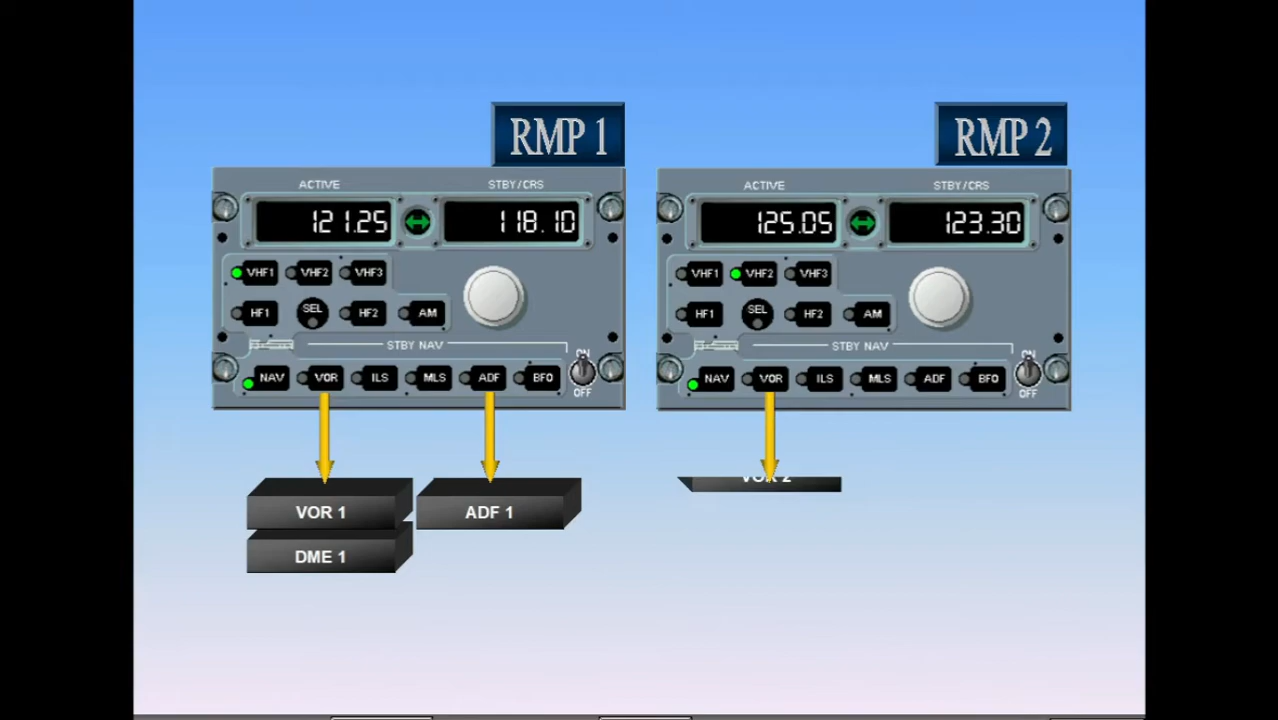 RMP 1
ACTIVE
STBY/CRS
121.25
118.10
VHF1
VHF2
VHF3
HF1
SEL
HF2
AM
STBY NAV
ON
NAV
VOR
ILS
MLS
ADF
BFO
OFF
VOR 1
ADF 1
DME 1
RMP 2
ACTIVE
STBY/CRS
125.05
123.30
VHF1
VHF2
VHF3
HF1
SEL
HF2
AM
STBY NAV
ON
NAV
VOR
ILS
MLS
ADF
BFO
OFF
VOR 2